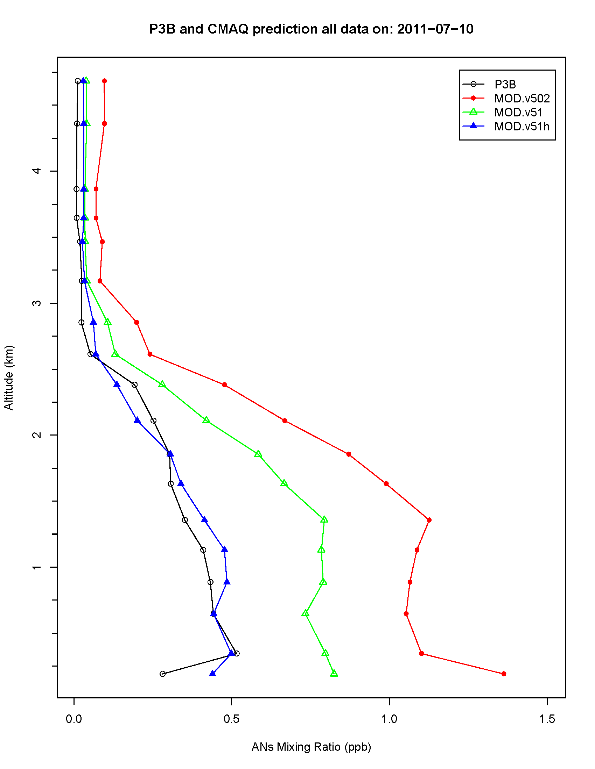 P3B and CMAQ prediction all data on: 2011−07−10
P3B
MOD.v502
MOD.v51
MOD.v51h
4
3
2
1
Altitude (km)
0.0 0.5 1.0 1.5
ANs Mixing Ratio (ppb)